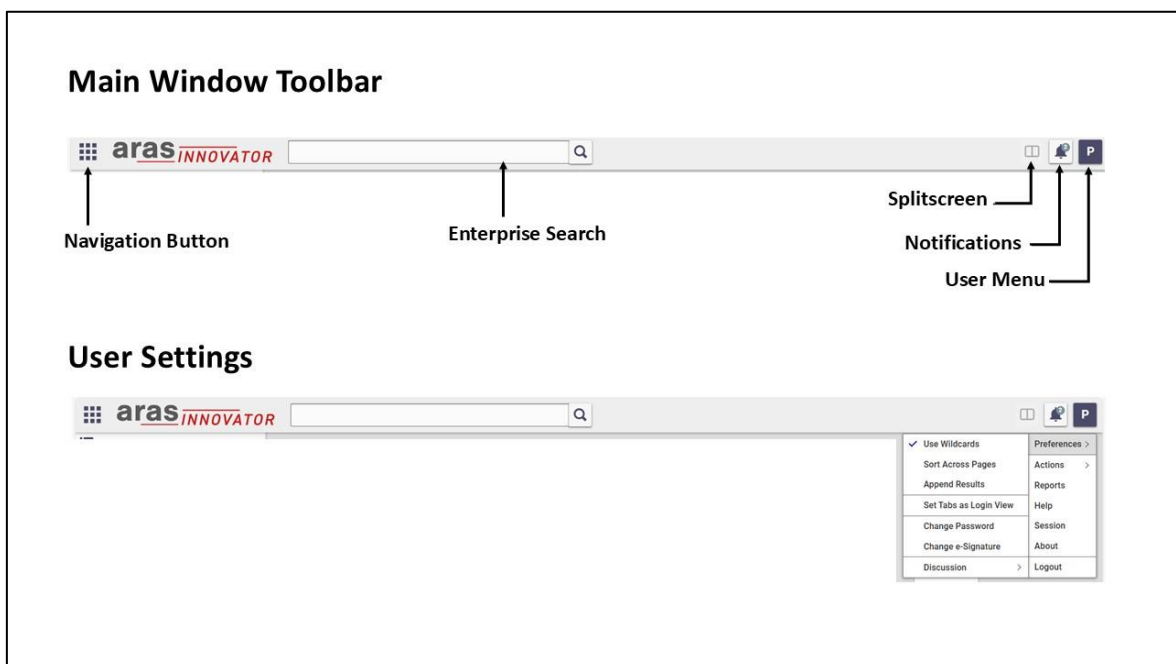 Main Window Toolbar
aras INNOVATOR
P
Splitscreen
Navigation Button
Enterprise Search
Notifications
User Menu
User Settings
aras INNOVATOR
P
Use Wildcards
Preferences >
Sort Across Pages
Actions >
Append Results
Reports
Set Tabs as Login View
Help
Change Password
Session
Change e-Signature
About
Discussion >
Logout